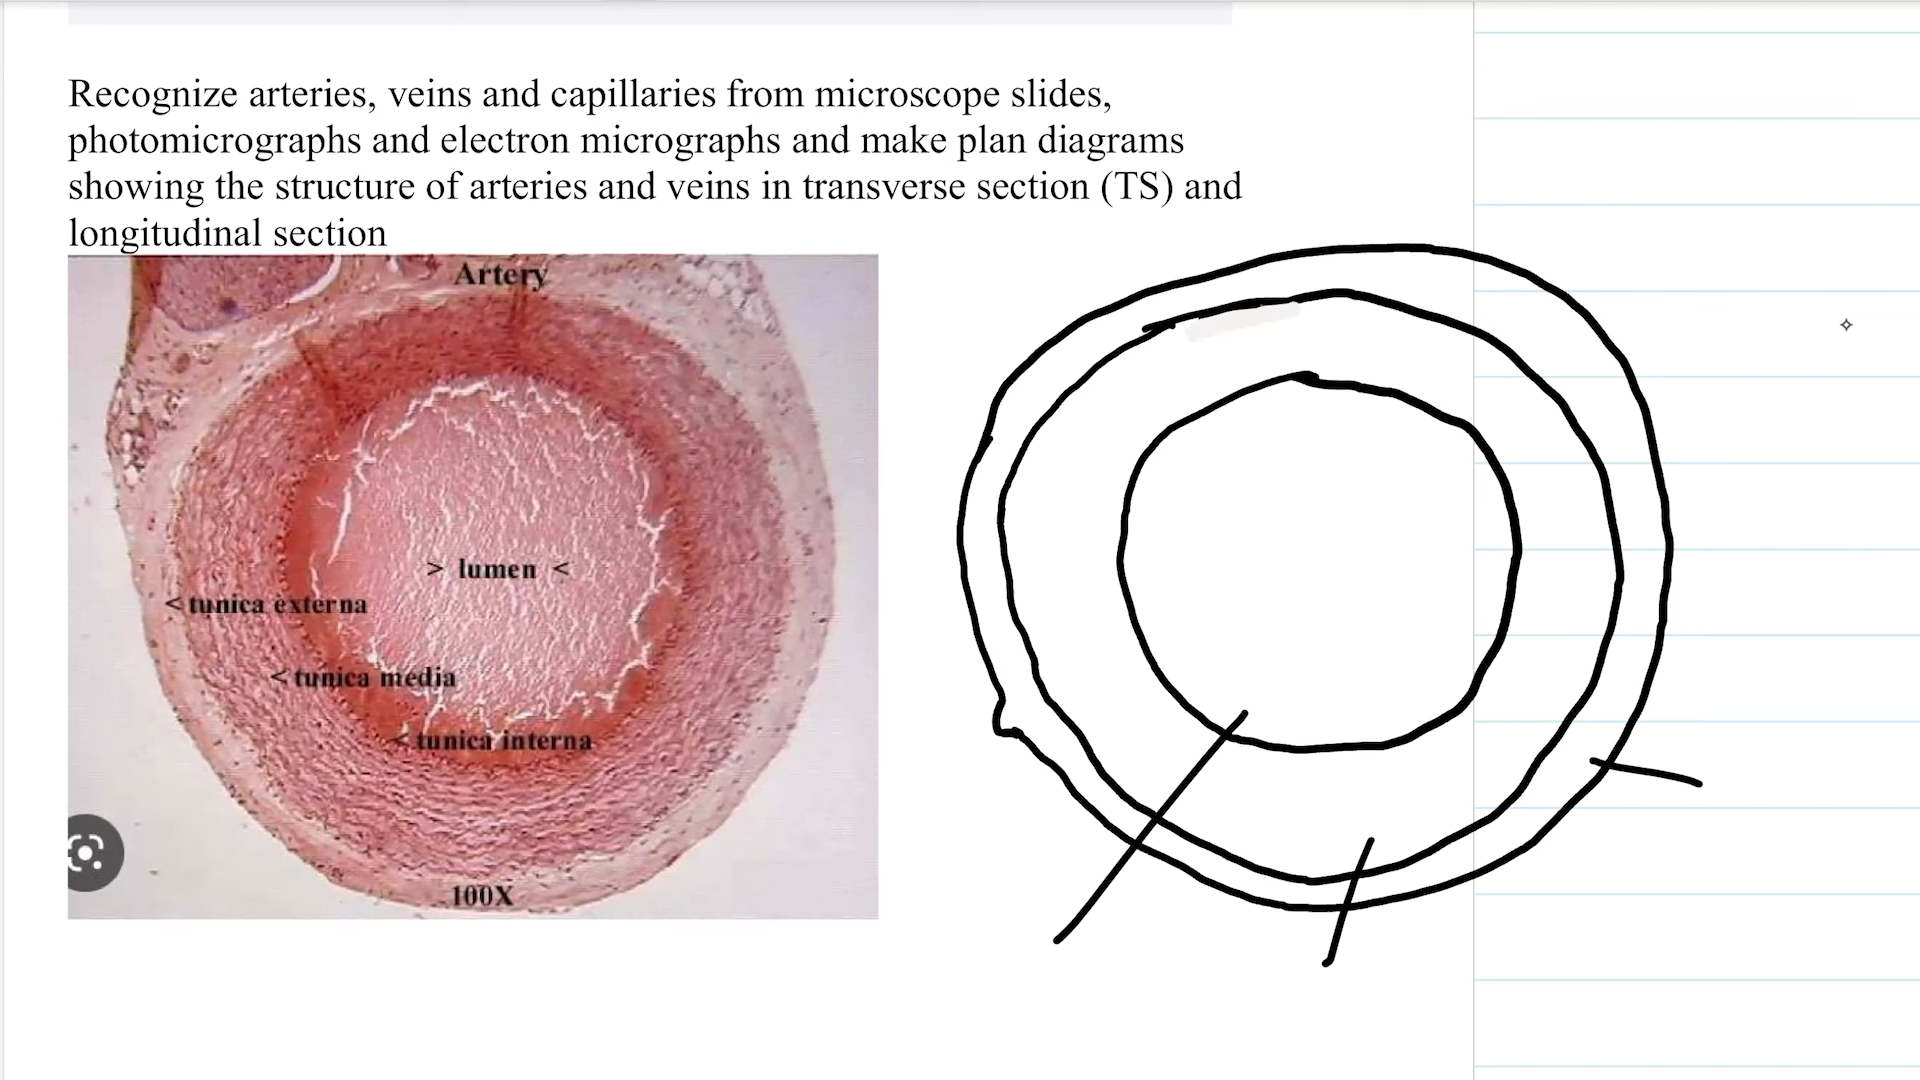 Recognize arteries, veins and capillaries from microscope slides,
photomicrographs and electron micrographs and make plan diagrams
showing the structure of arteries and veins in transverse section (TS) and
longitudinal section
Artery
> lumen <
< tunica externa
< tunica media
< tunica interna
100X